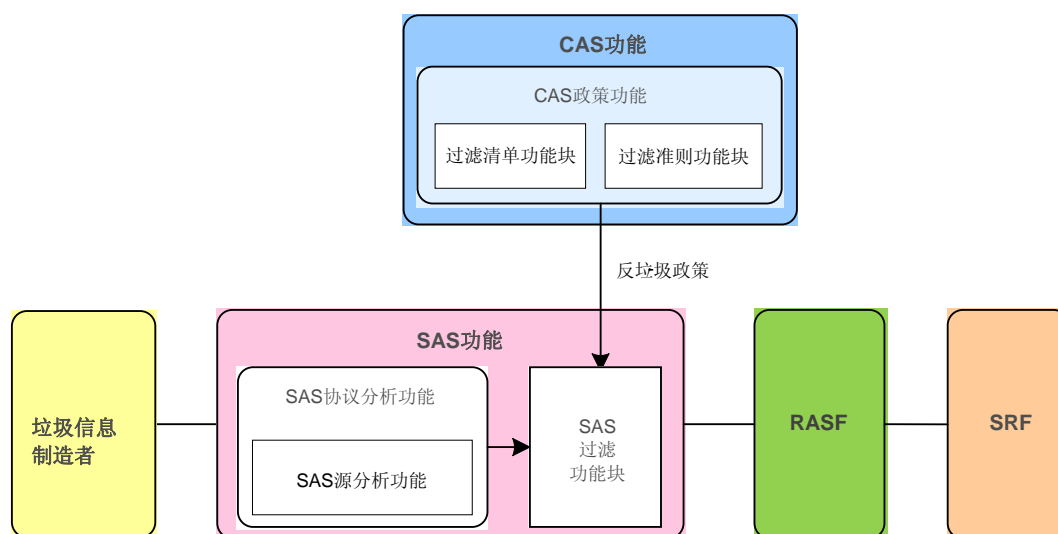 CAS功能
CAS政策功能
过滤清单功能块
过滤准则功能块
反垃圾政策
SAS功能
SAS协议分析功能
SAS源分析功能
SAS
过滤
功能块
垃圾信息
制造者
RASF
SRF